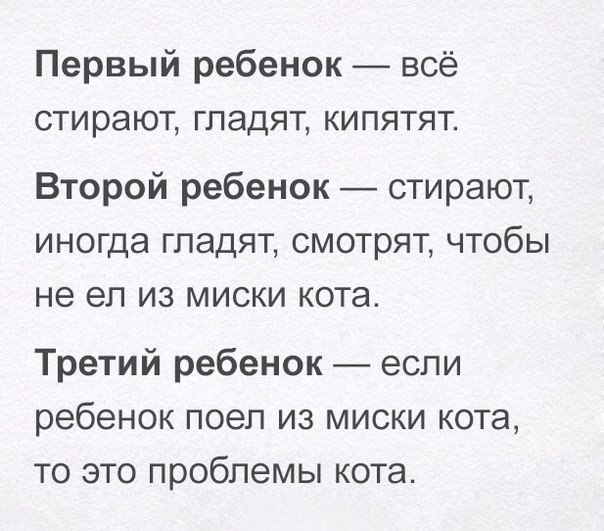 Первый ребенок — всё
стирают, гладят, кипятят.
Второй ребенок — стирают,
иногда гладят, смотрят, чтобы
не ел из миски кота.
Третий ребенок — если
ребенок поел из миски кота,
то это проблемы кота.